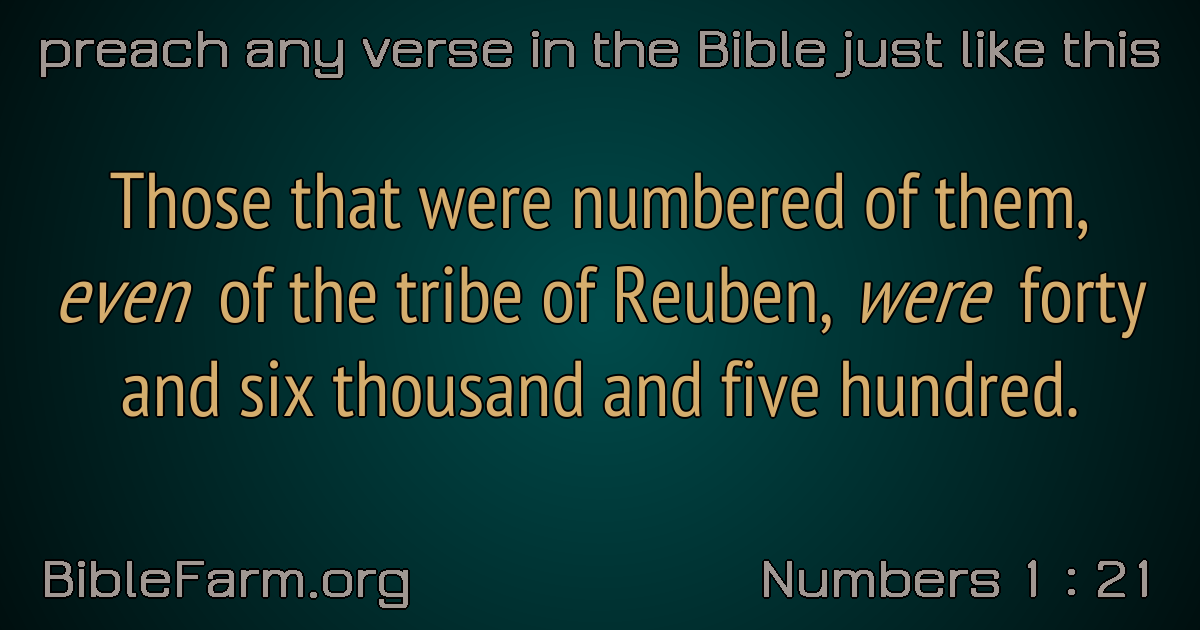 preach any verse in the Bible just like this
Those that were numbered of them,
even of the tribe of Reuben, were forty
and six thousand and five hundred.
BibleFarm.org
Numbers 1 : 21